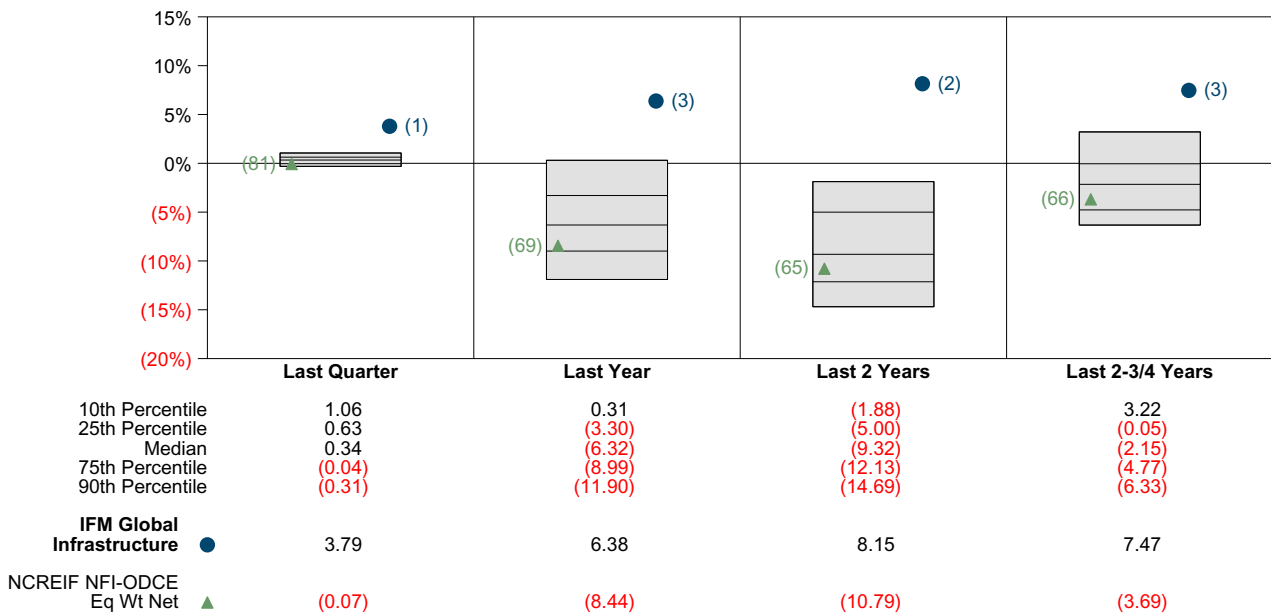 15%
10%
5%
0%
(5%)
(10%)
(15%)
(20%)
(1)
(81)
(3)
(69)
(2)
(65)
(3)
(66)
Last Quarter Last Year Last 2 Years Last 2-3/4 Years
10th Percentile 1.06 0.31 (1.88) 3.22
25th Percentile 0.63 (3.30) (5.00) (0.05)
Median 0.34 (6.32) (9.32) (2.15)
75th Percentile (0.04) (8.99) (12.13) (4.77)
90th Percentile (0.31) (11.90) (14.69) (6.33)
IFM Global
Infrastructure 3.79 6.38 8.15 7.47
NCREIF NFI-ODCE
Eq Wt Net (0.07) (8.44) (10.79) (3.69)